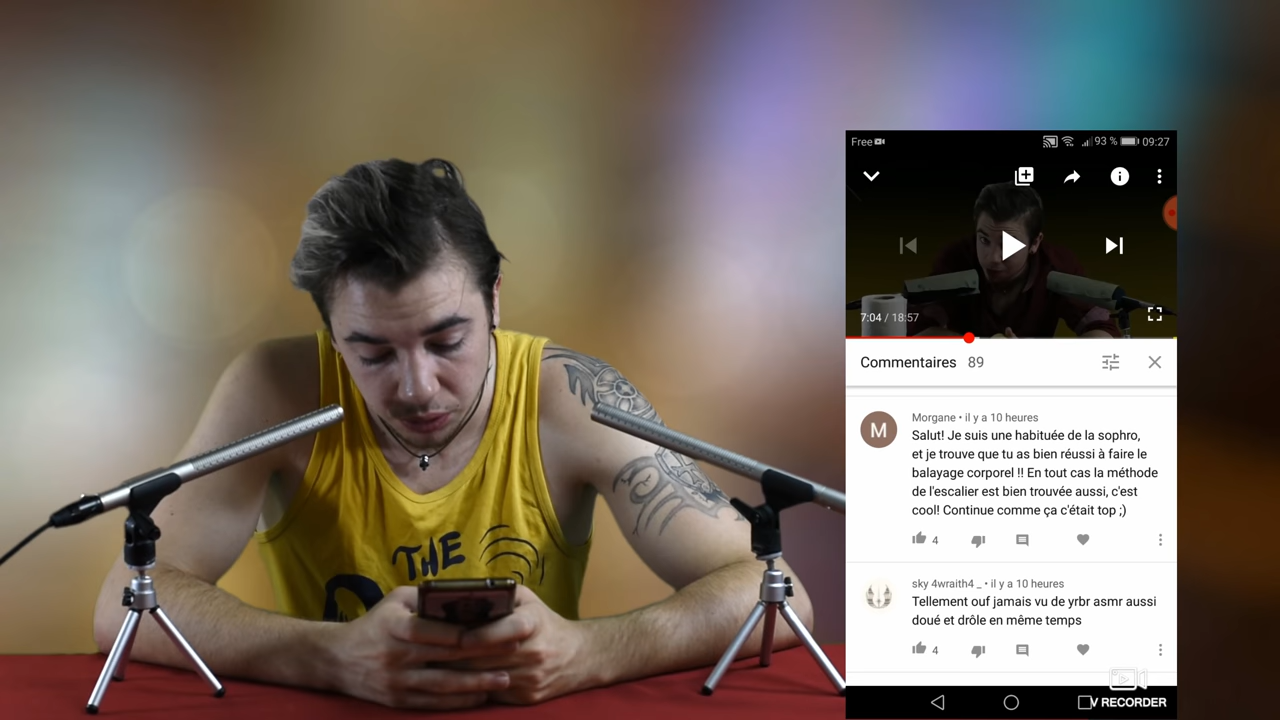 THE
Free
93 %
09:27
7:04 / 18:57
Commentaires 89
M
Morgane • il y a 10 heures
Salut! Je suis une habituée de la sophro,
et je trouve que tu as bien réussi à faire le
balayage corporel !! En tout cas la méthode
de l'escalier est bien trouvée aussi, c'est
cool! Continue comme ça c'était top ;)
4
sky 4wraith4 _ • il y a 10 heures
Tellement ouf jamais vu de yrbr asmr aussi
doué et drôle en même temps
4
V RECORDER